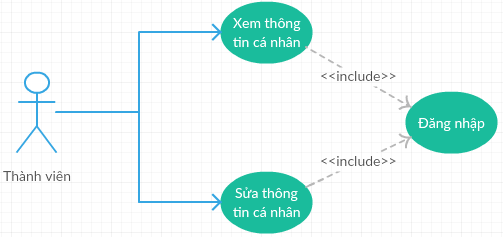 Xem thông
tin cá nhân
<<include>>
Đăng nhập
Thành viên
<<include>>
Sửa thông
tin cá nhân